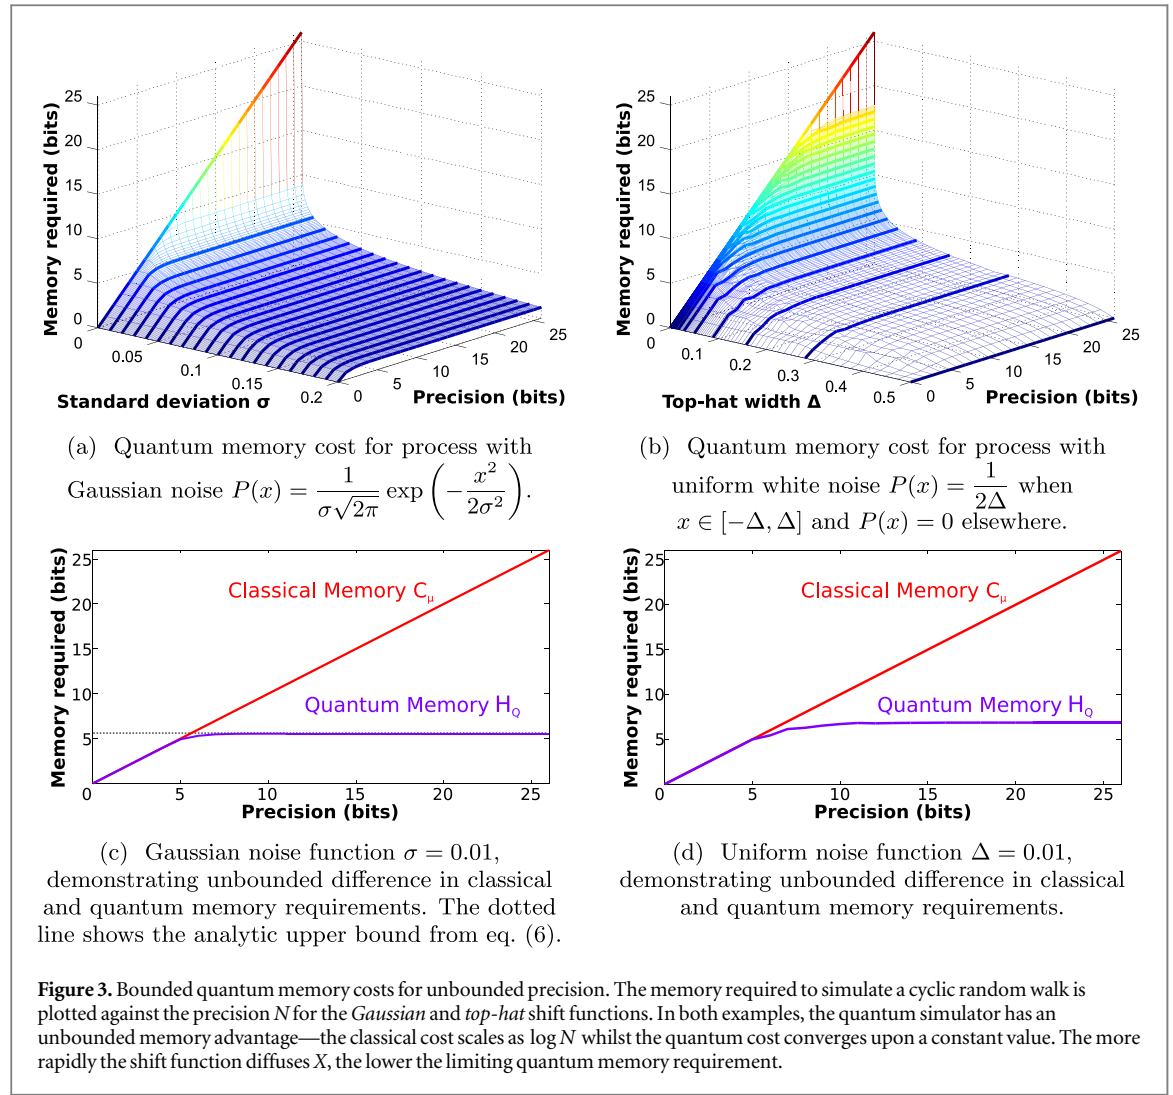 25
20
15
10
5
0
Memory required (bits)
0
0.05
0.1
0.15
0.2
Standard deviation σ
0
5
10
15
20
25
Precision (bits)
25
20
15
10
5
0
Memory required (bits)
0
0.1
0.2
0.3
0.4
0.5
Top-hat width Δ
0
5
10
15
20
25
Precision (bits)
(a) Quantum memory cost for process with
Gaussian noise P(x) = 1/(σ√2π) exp(−x²/2σ²).
(b) Quantum memory cost for process with
uniform white noise P(x) = 1/2Δ when
x ∈ [−Δ, Δ] and P(x) = 0 elsewhere.
25
20
15
10
5
Memory required (bits)
Classical Memory Cμ
Quantum Memory HQ
0 5 10 15 20 25
Precision (bits)
25
20
15
10
5
Memory required (bits)
Classical Memory Cμ
Quantum Memory HQ
0 5 10 15 20 25
Precision (bits)
(c) Gaussian noise function σ = 0.01,
demonstrating unbounded difference in classical
and quantum memory requirements. The dotted
line shows the analytic upper bound from eq. (6).
(d) Uniform noise function Δ = 0.01,
demonstrating unbounded difference in classical
and quantum memory requirements.
Figure 3. Bounded quantum memory costs for unbounded precision. The memory required to simulate a cyclic random walk is
plotted against the precision N for the Gaussian and top-hat shift functions. In both examples, the quantum simulator has an
unbounded memory advantage—the classical cost scales as log N whilst the quantum cost converges upon a constant value. The more
rapidly the shift function diffuses X, the lower the limiting quantum memory requirement.